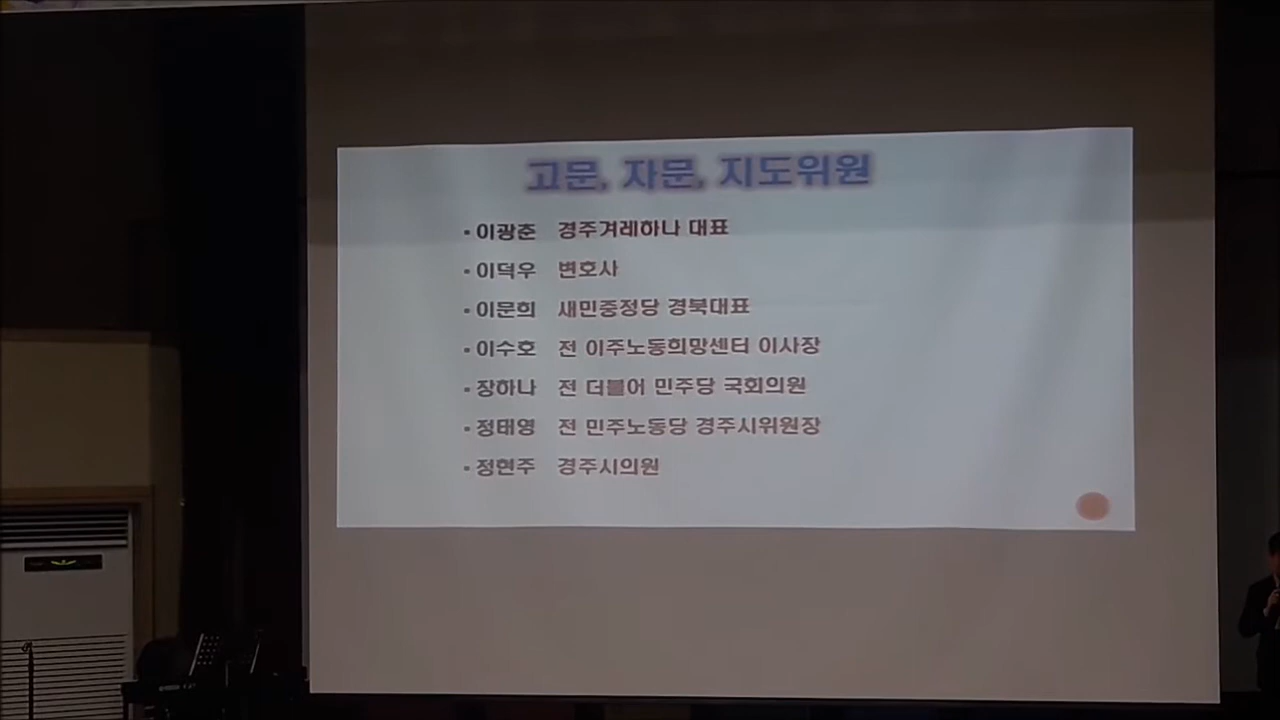 고문, 자문, 지도위원
▪ 이광춘 경주겨레하나 대표
▪ 이덕우 변호사
▪ 이문희 새민중정당 경북대표
▪ 이수호 전 이주노동희망센터 이사장
▪ 장하나 전 더불어 민주당 국회의원
▪ 정태영 전 민주노동당 경주시위원장
▪ 정현주 경주시의원